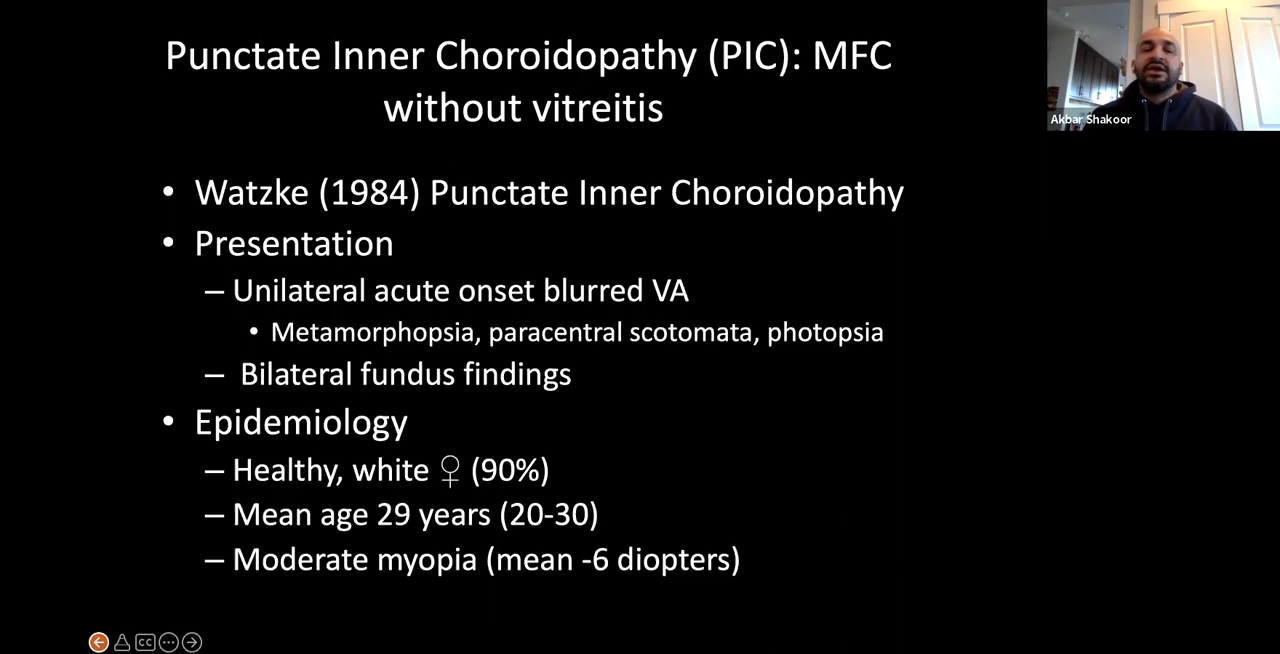 Punctate Inner Choroidopathy (PIC): MFC
without vitreitis
Akbar Shakoor
• Watzke (1984) Punctate Inner Choroidopathy
• Presentation
– Unilateral acute onset blurred VA
• Metamorphopsia, paracentral scotomata, photopsia
– Bilateral fundus findings
• Epidemiology
– Healthy, white ♀ (90%)
– Mean age 29 years (20-30)
– Moderate myopia (mean -6 diopters)
CC